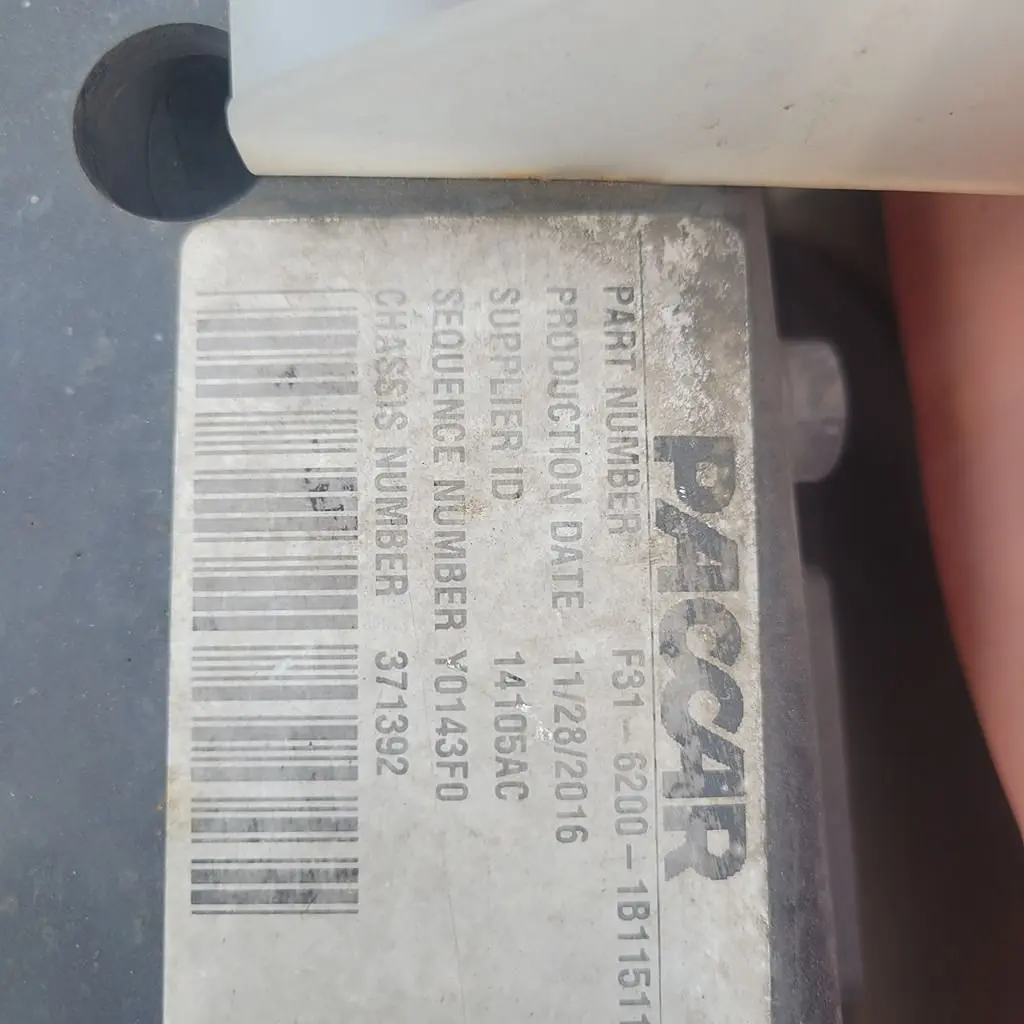 PACCAR
PART NUMBER F31-6200-1B11511
PRODUCTION DATE 11/28/2016
SUPPLIER ID 14105AC
SEQUENCE NUMBER Y0143F0
CHASSIS NUMBER 371392